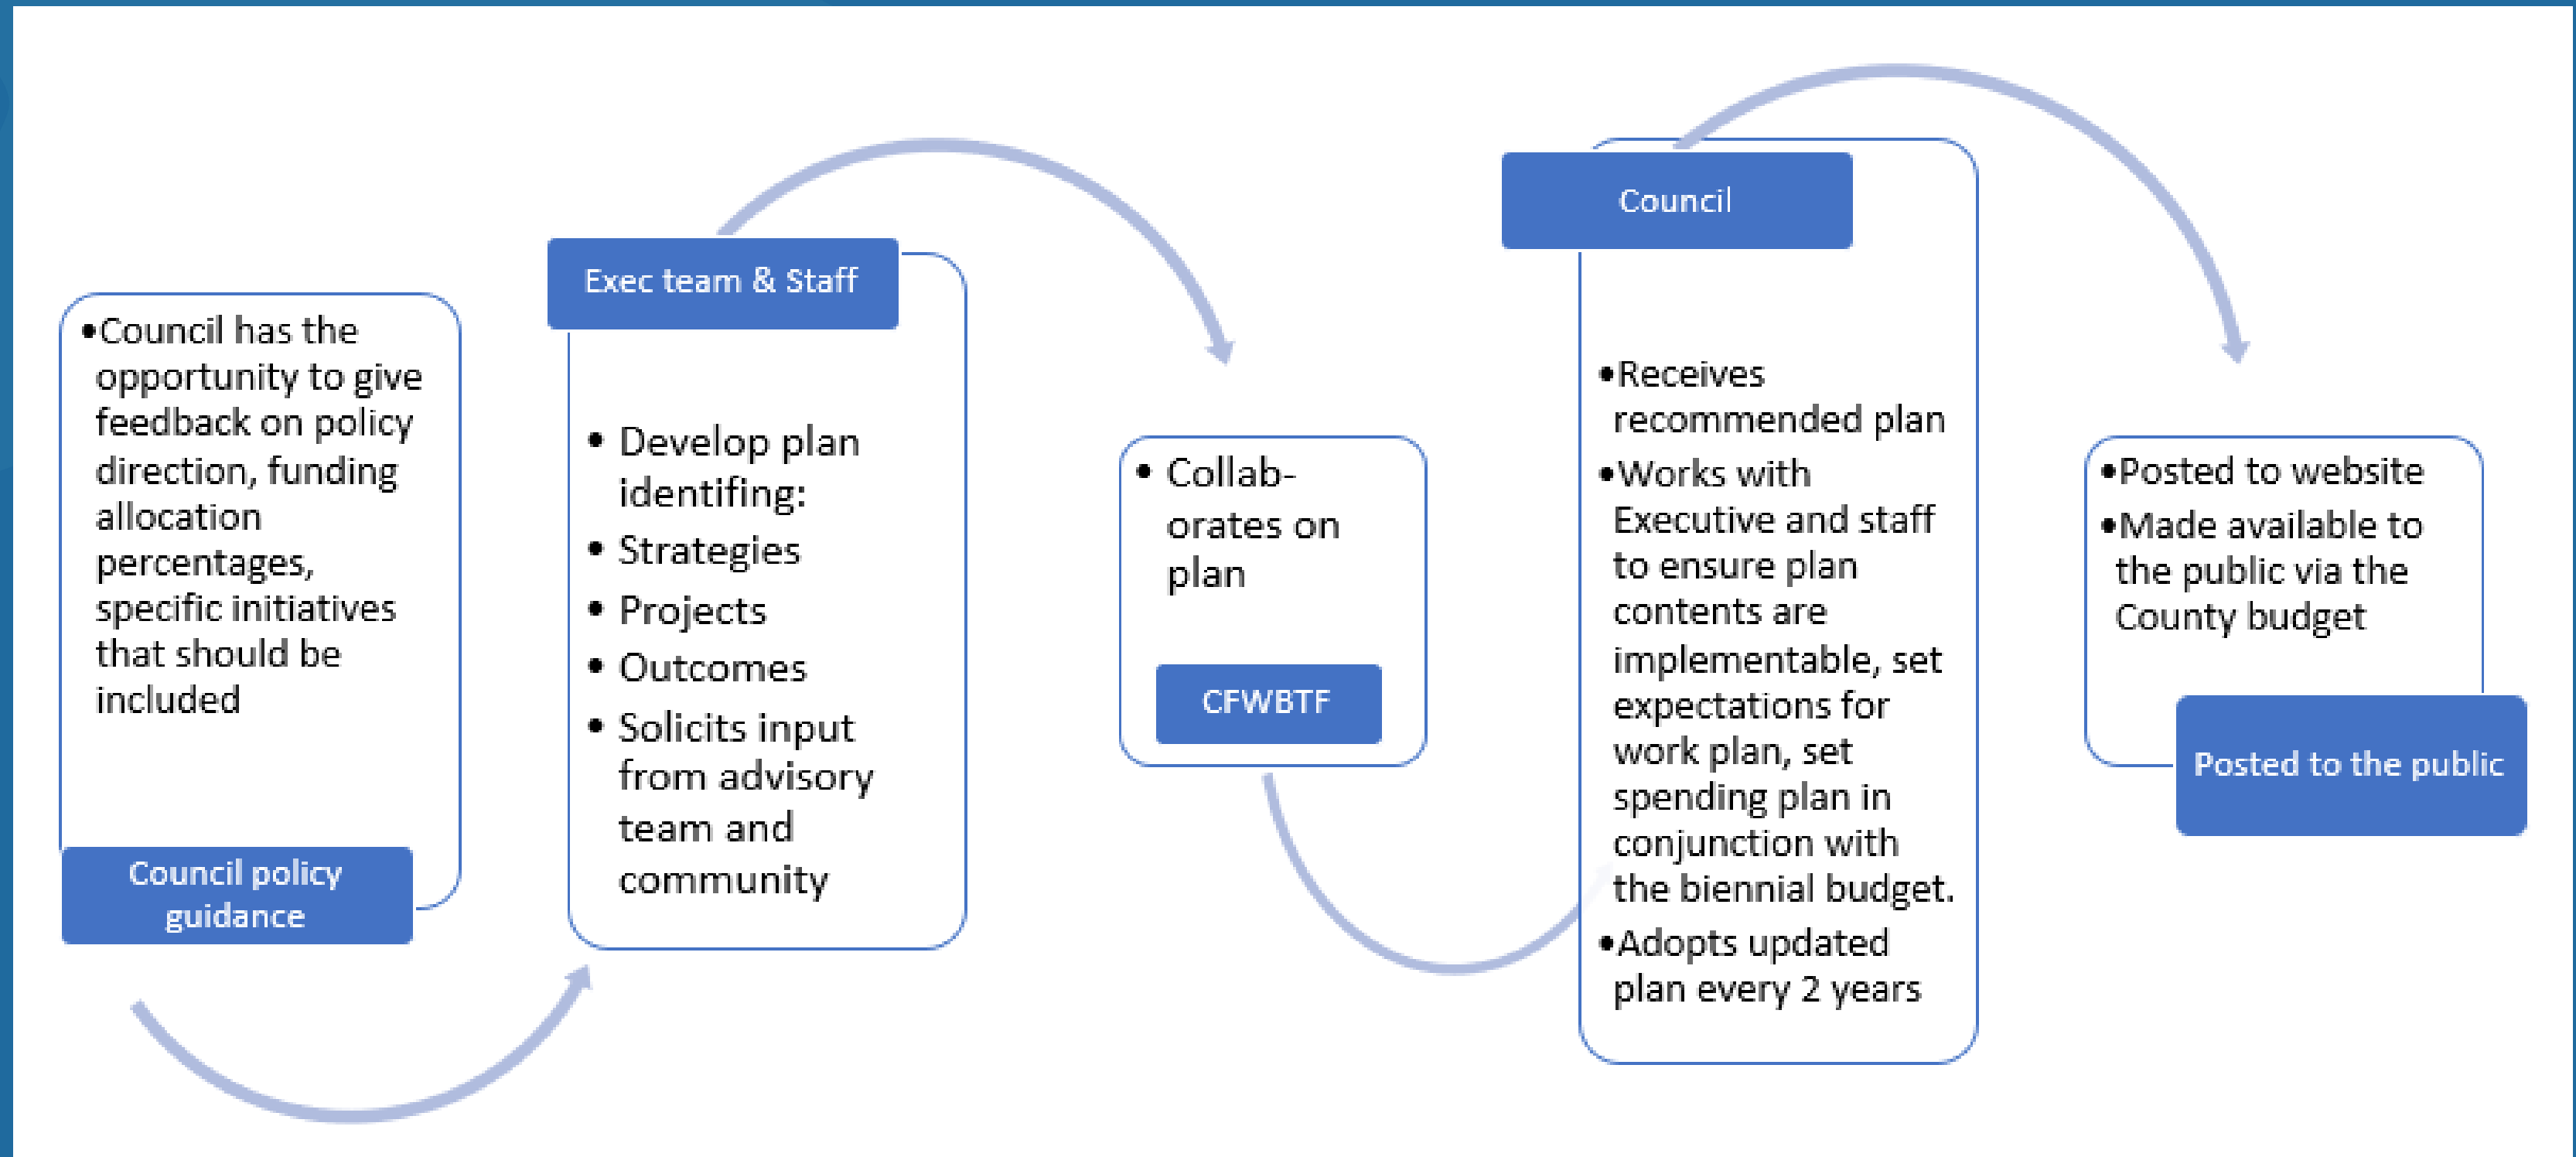 •Council has the
opportunity to give
feedback on policy
direction, funding
allocation
percentages,
specific initiatives
that should be
included
Council policy
guidance
Exec team & Staff
• Develop plan
identifing:
• Strategies
• Projects
• Outcomes
• Solicits input
from advisory
team and
community
• Collab-
orates on
plan
CFWBTF
Council
•Receives
recommended plan
•Works with
Executive and staff
to ensure plan
contents are
implementable, set
expectations for
work plan, set
spending plan in
conjunction with
the biennial budget.
•Adopts updated
plan every 2 years
•Posted to website
•Made available to
the public via the
County budget
Posted to the public